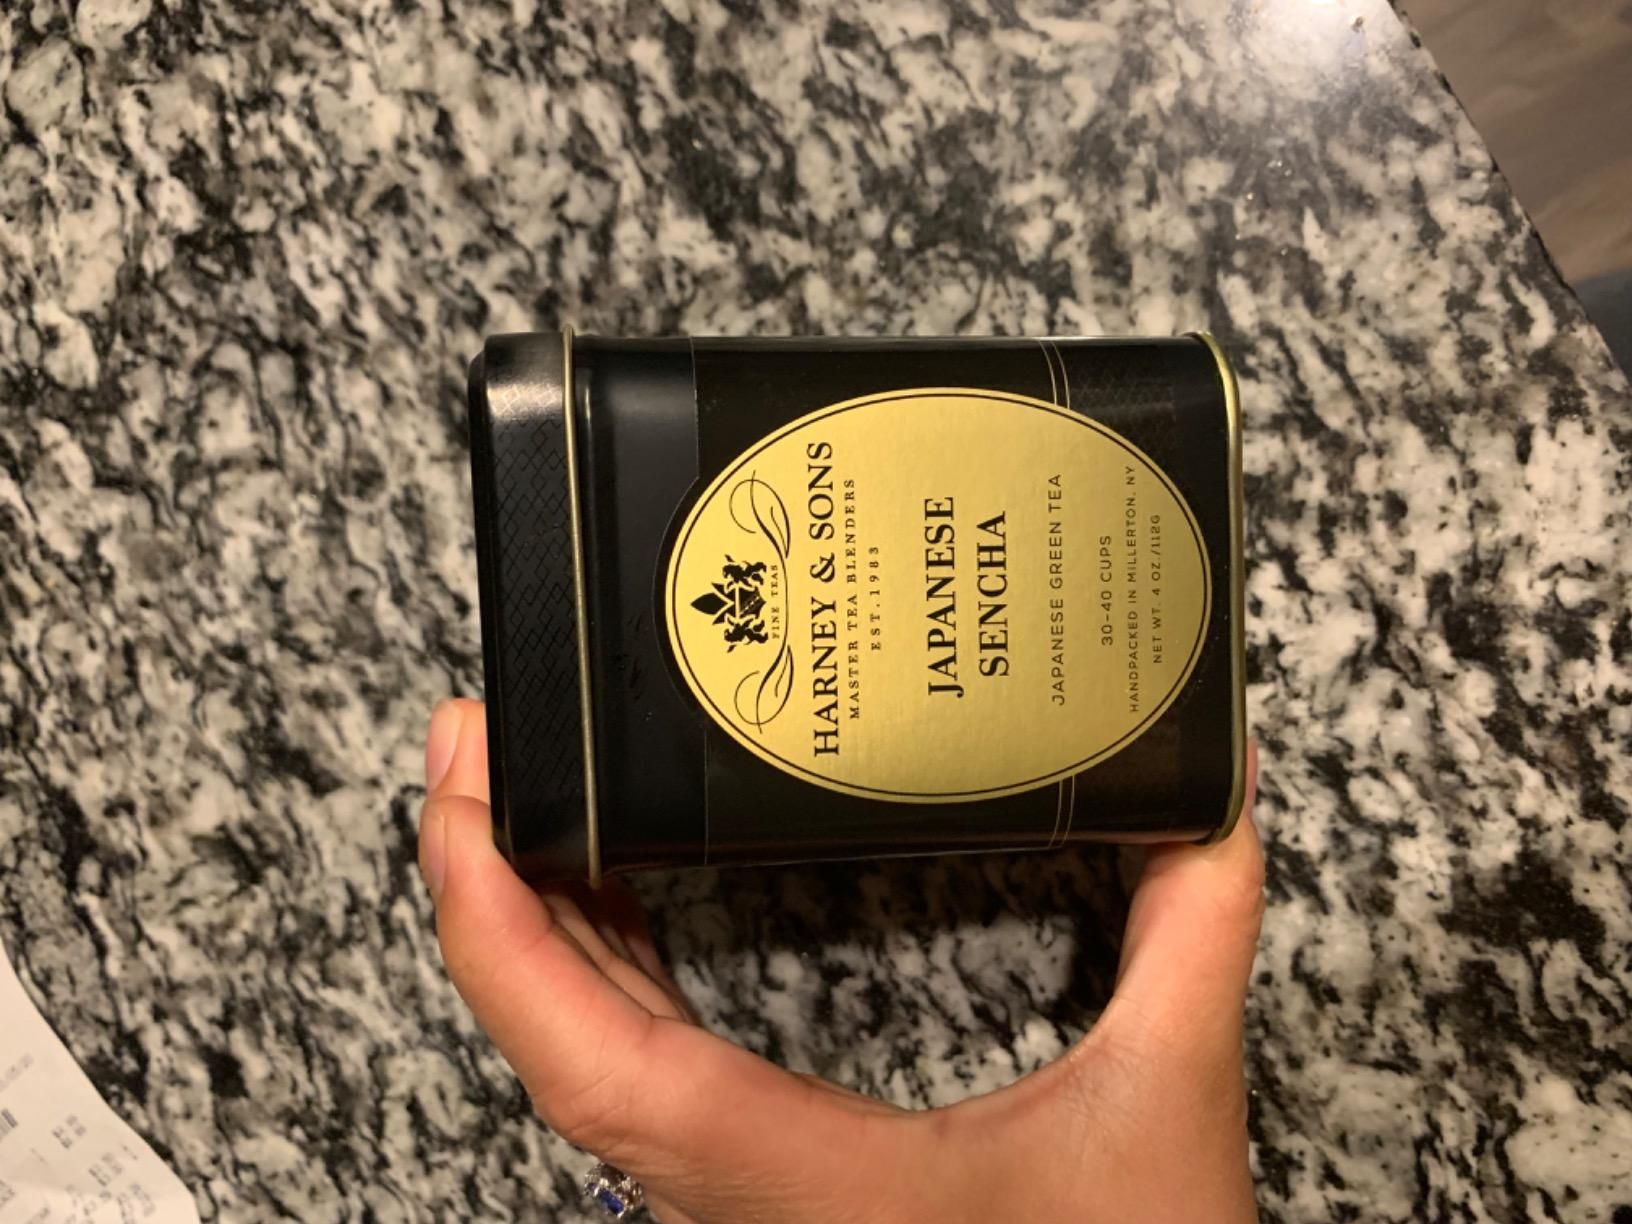 FINE TEAS
HARNEY & SONS
MASTER TEA BLENDERS
EST. 1983
JAPANESE
SENCHA
JAPANESE GREEN TEA
30-40 CUPS
HANDPACKED IN MILLERTON, NY
NET WT. 4 OZ./112G